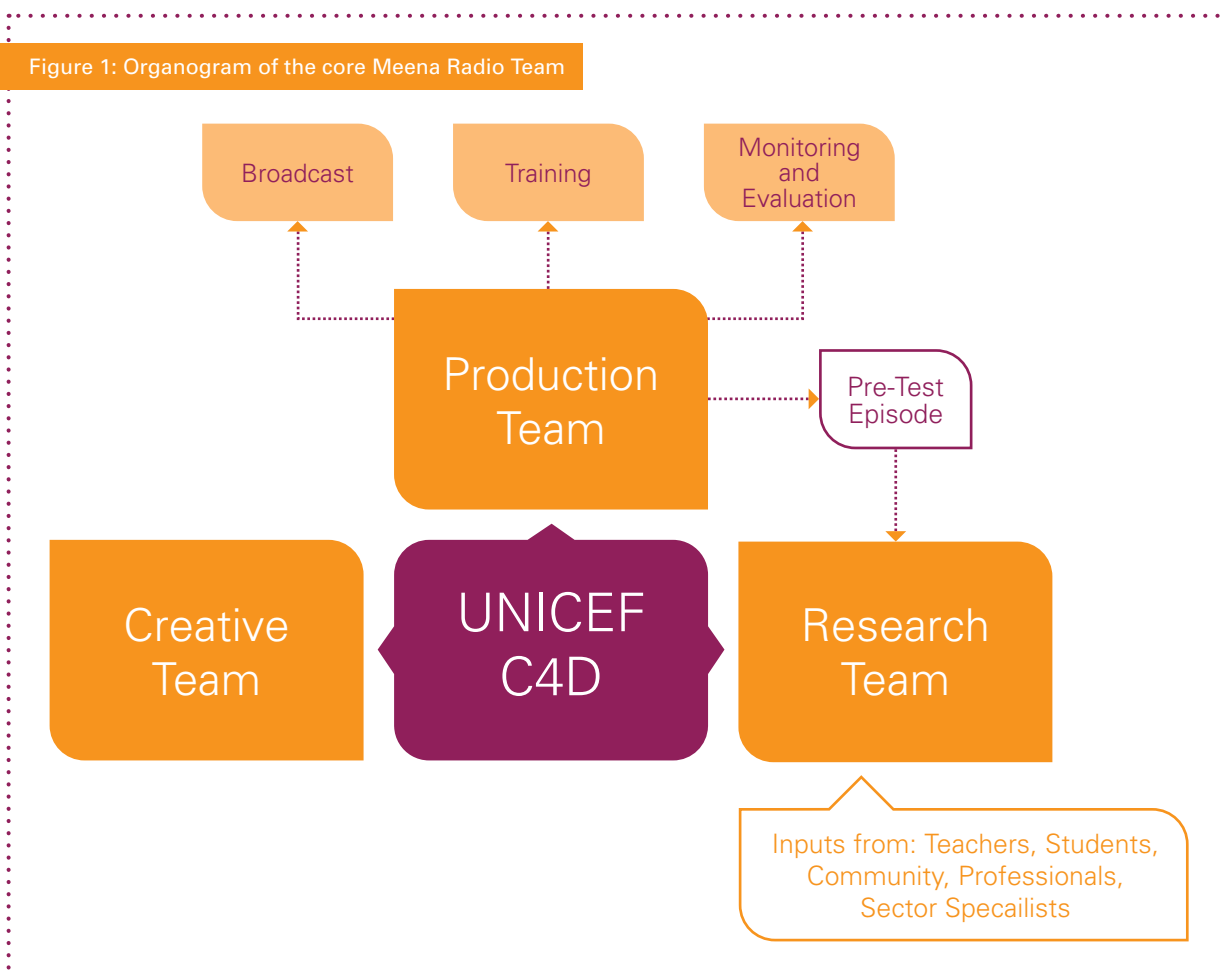 Figure 1: Organogram of the core Meena Radio Team
Broadcast
Training
Monitoring
and
Evaluation
Production
Team
Pre-Test
Episode
Creative
Team
UNICEF
C4D
Research
Team
Inputs from: Teachers, Students,
Community, Professionals,
Sector Specailists